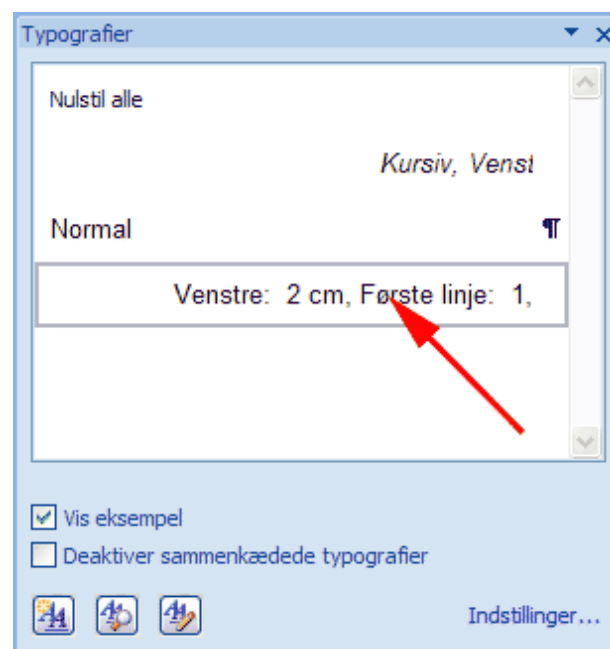 Typografier
Nulstil alle
Kursiv, Venst
Normal ¶
Venstre: 2 cm, Første linje: 1,
Vis eksempel
Deaktiver sammenkædede typografier
Indstillinger...